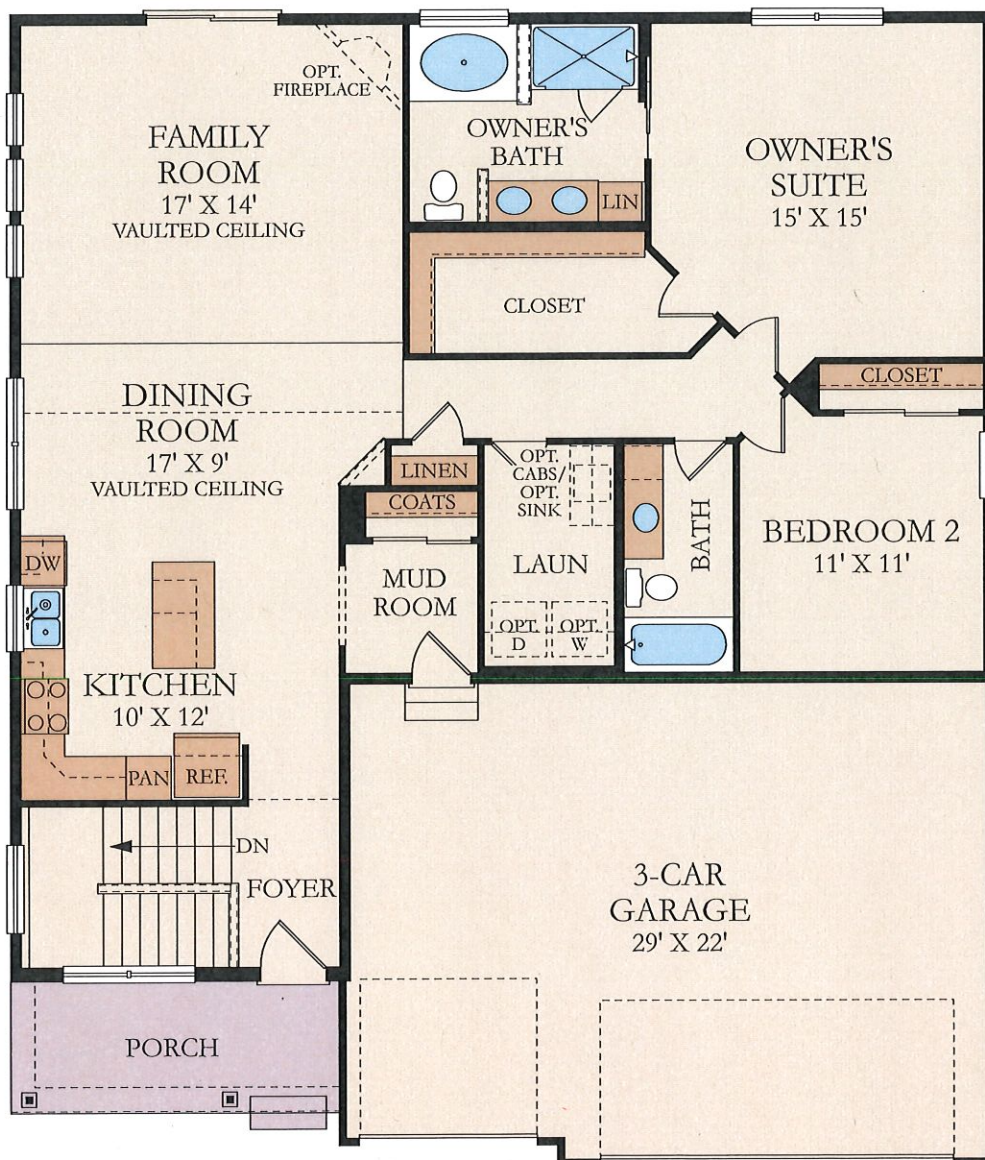 OPT.
FIREPLACE
FAMILY
ROOM
17' X 14'
VAULTED CEILING
OWNER'S
BATH
LIN
OWNER'S
SUITE
15' X 15'
CLOSET
CLOSET
DINING
ROOM
17' X 9'
VAULTED CEILING
LINEN
COATS
OPT.
CABS/
OPT.
SINK
LAUN
OPT.
D
OPT.
W
BATH
BEDROOM 2
11' X 11'
MUD
ROOM
DW
KITCHEN
10' X 12'
PAN
REF.
DN
FOYER
3-CAR
GARAGE
29' X 22'
PORCH